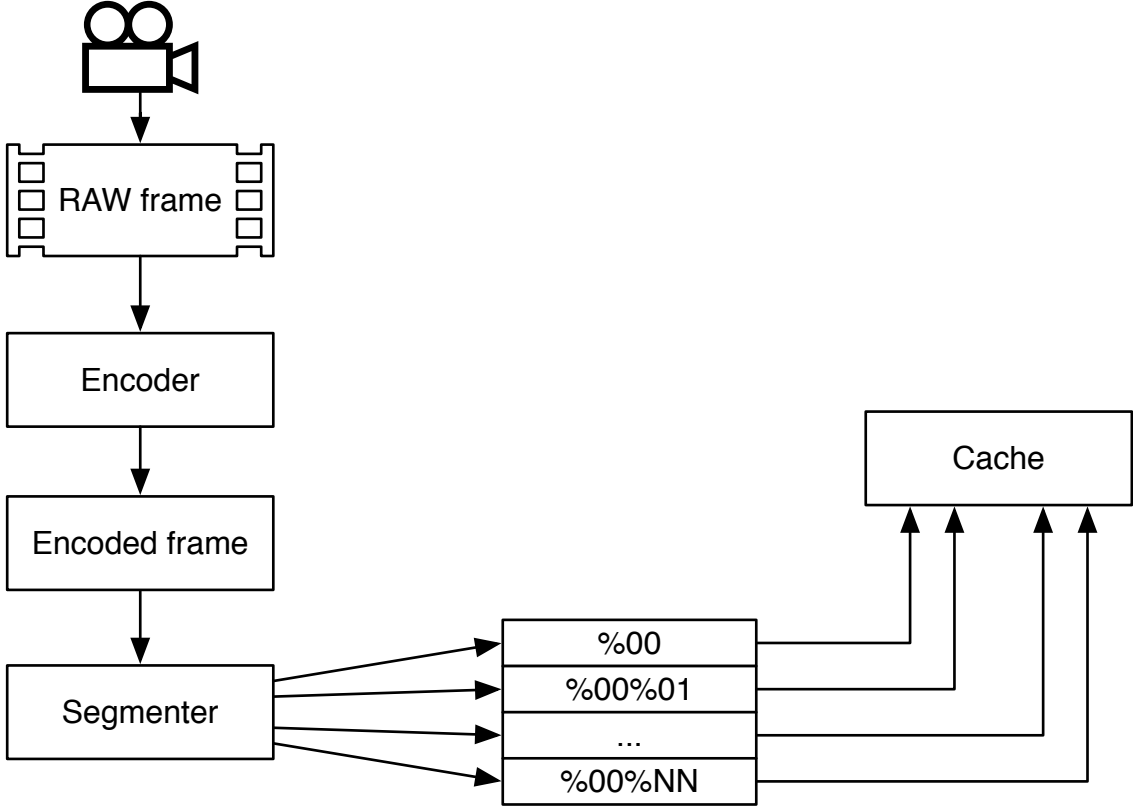 RAW frame
Encoder
Encoded frame
Segmenter
%00
%00%01
...
%00%NN
Cache